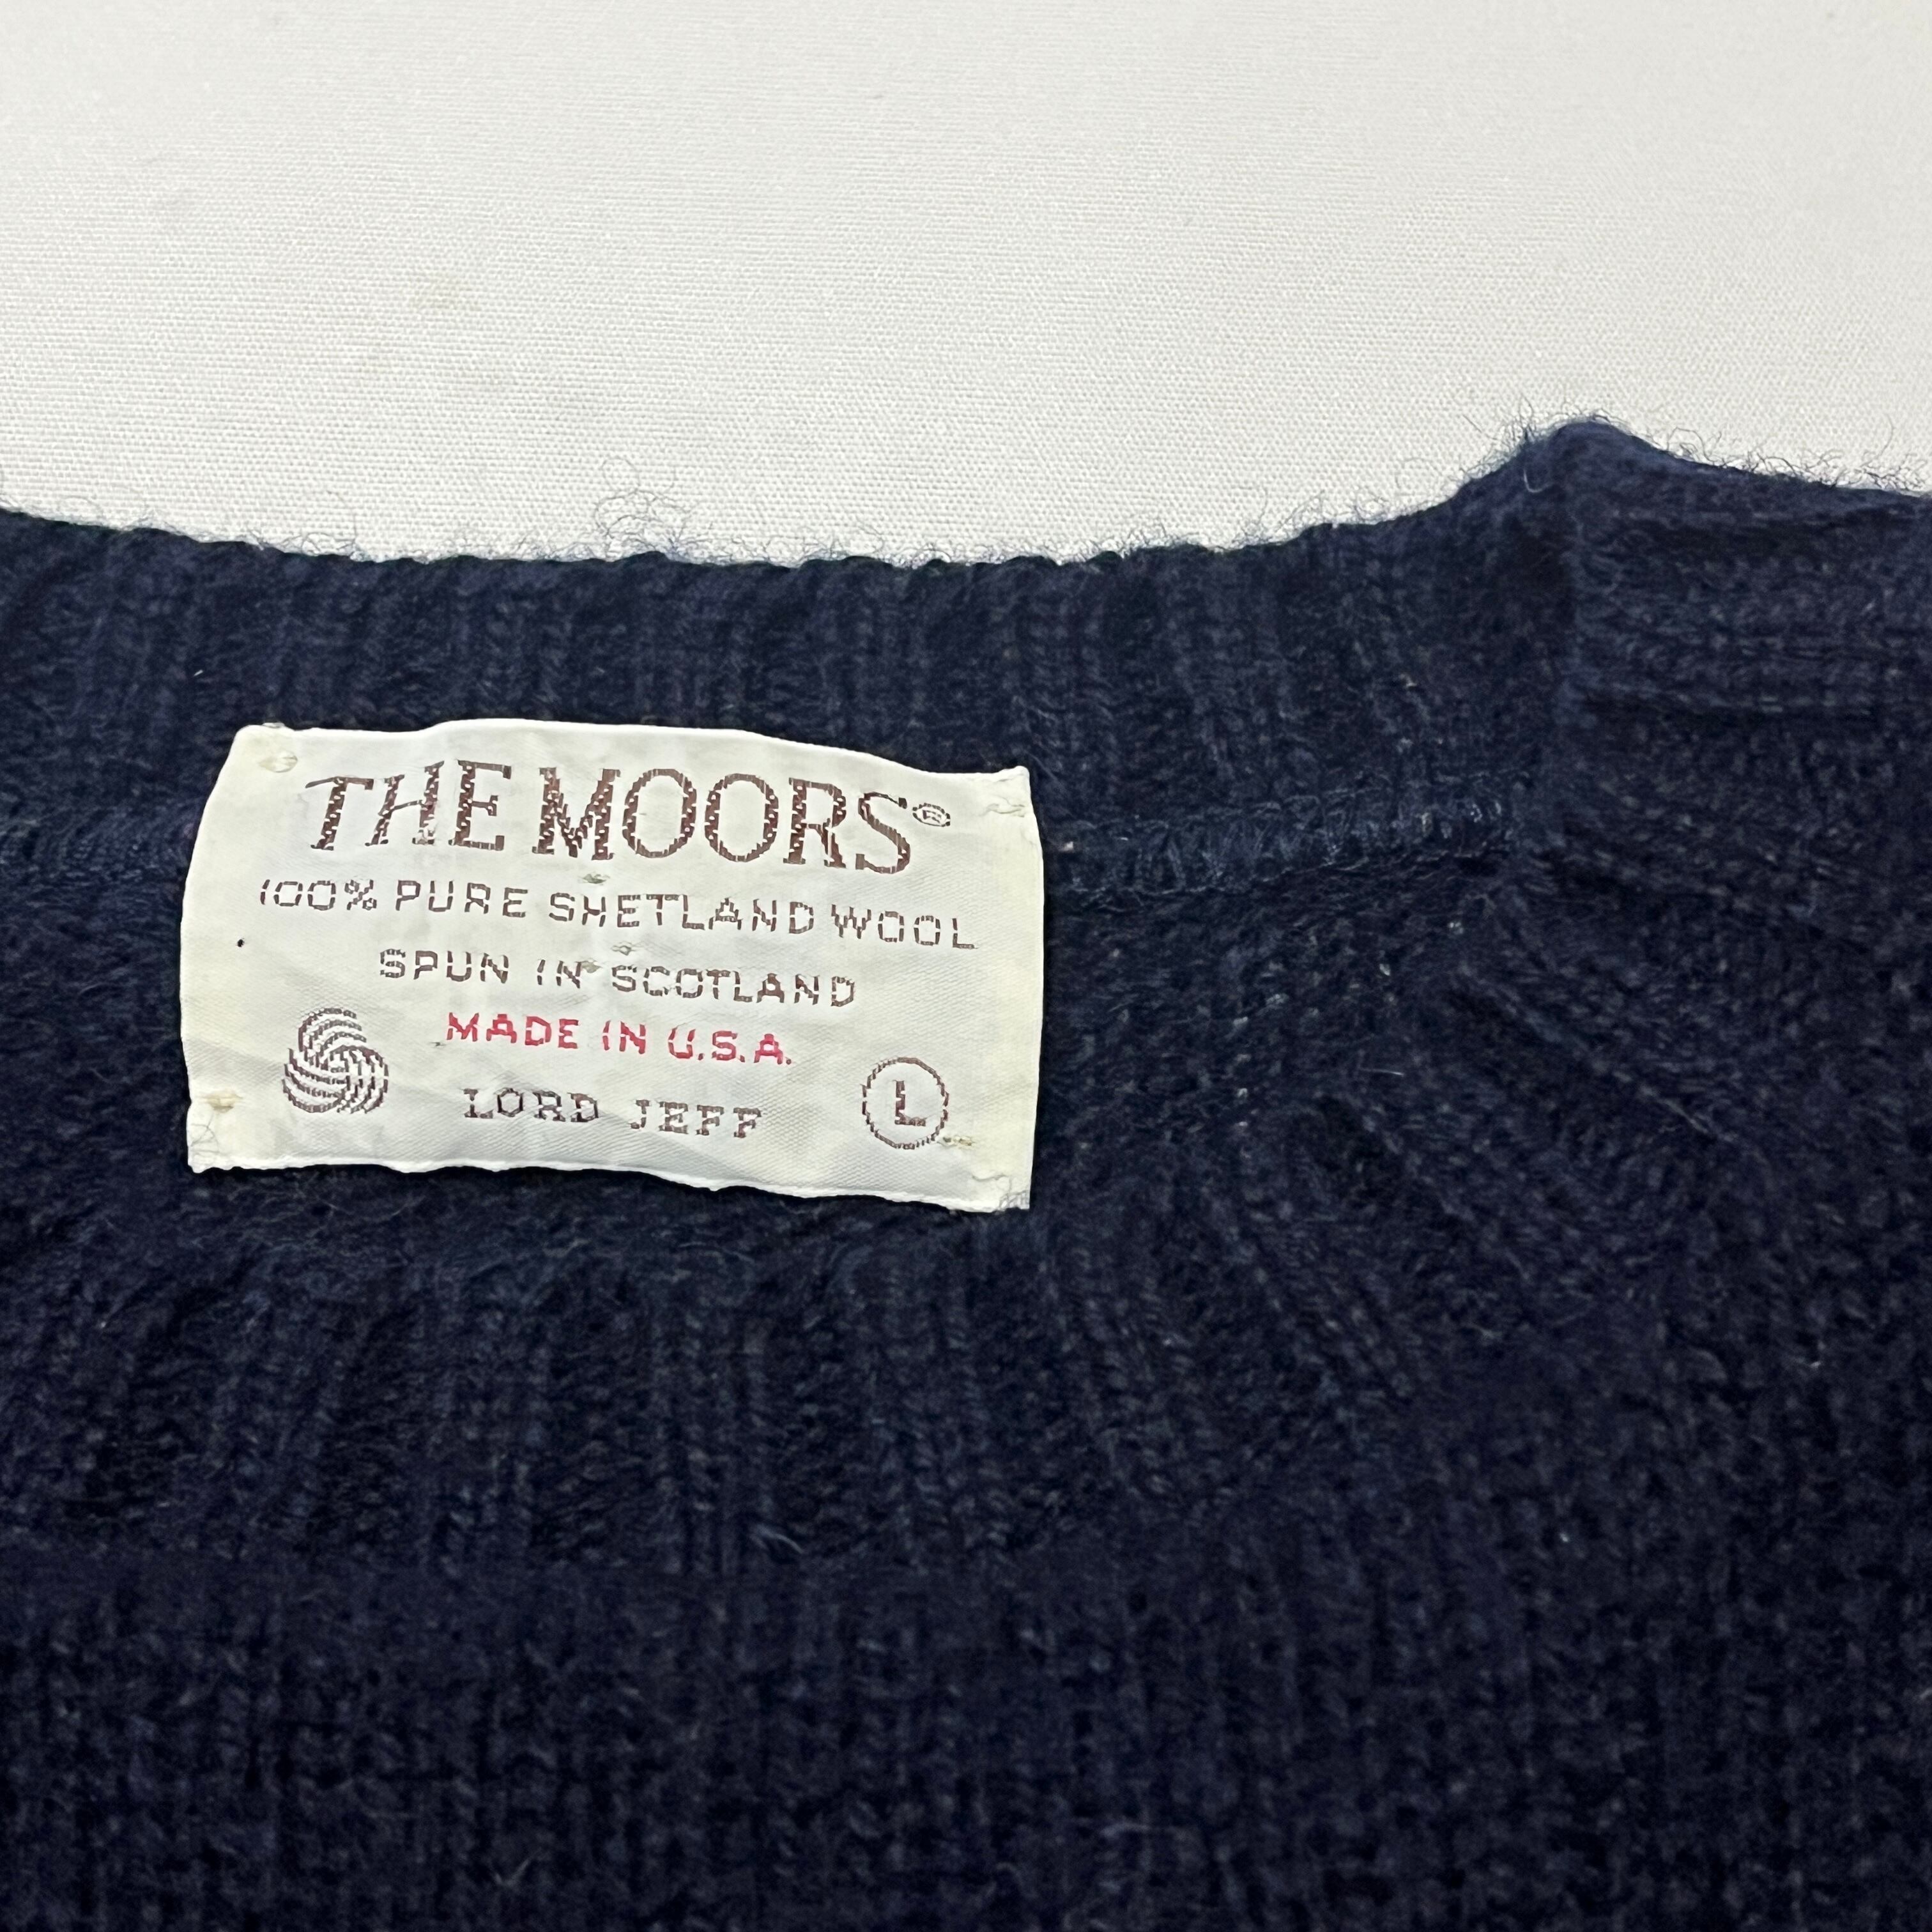 THE MOORS®
100% PURE SHETLAND WOOL
SPUN IN SCOTLAND
MADE IN U.S.A.
LORD JEFF
L